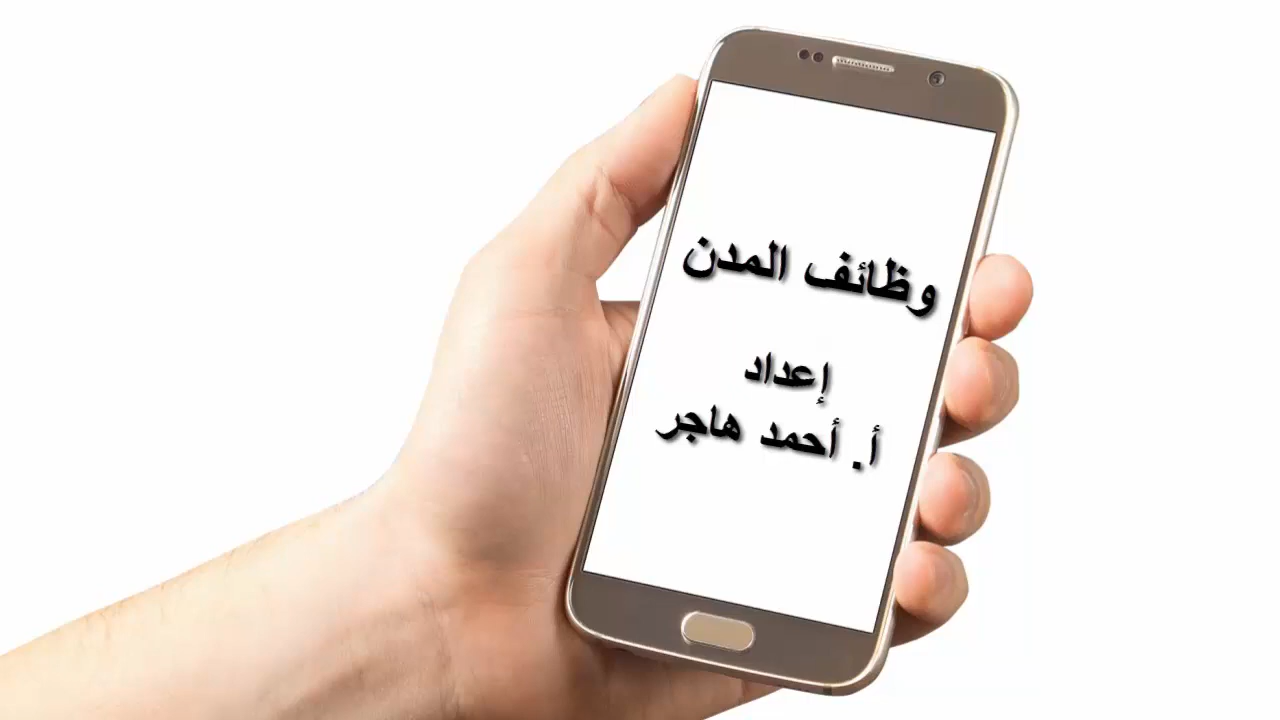 وظائف المدن
إعداد
أ. أحمد هاجر